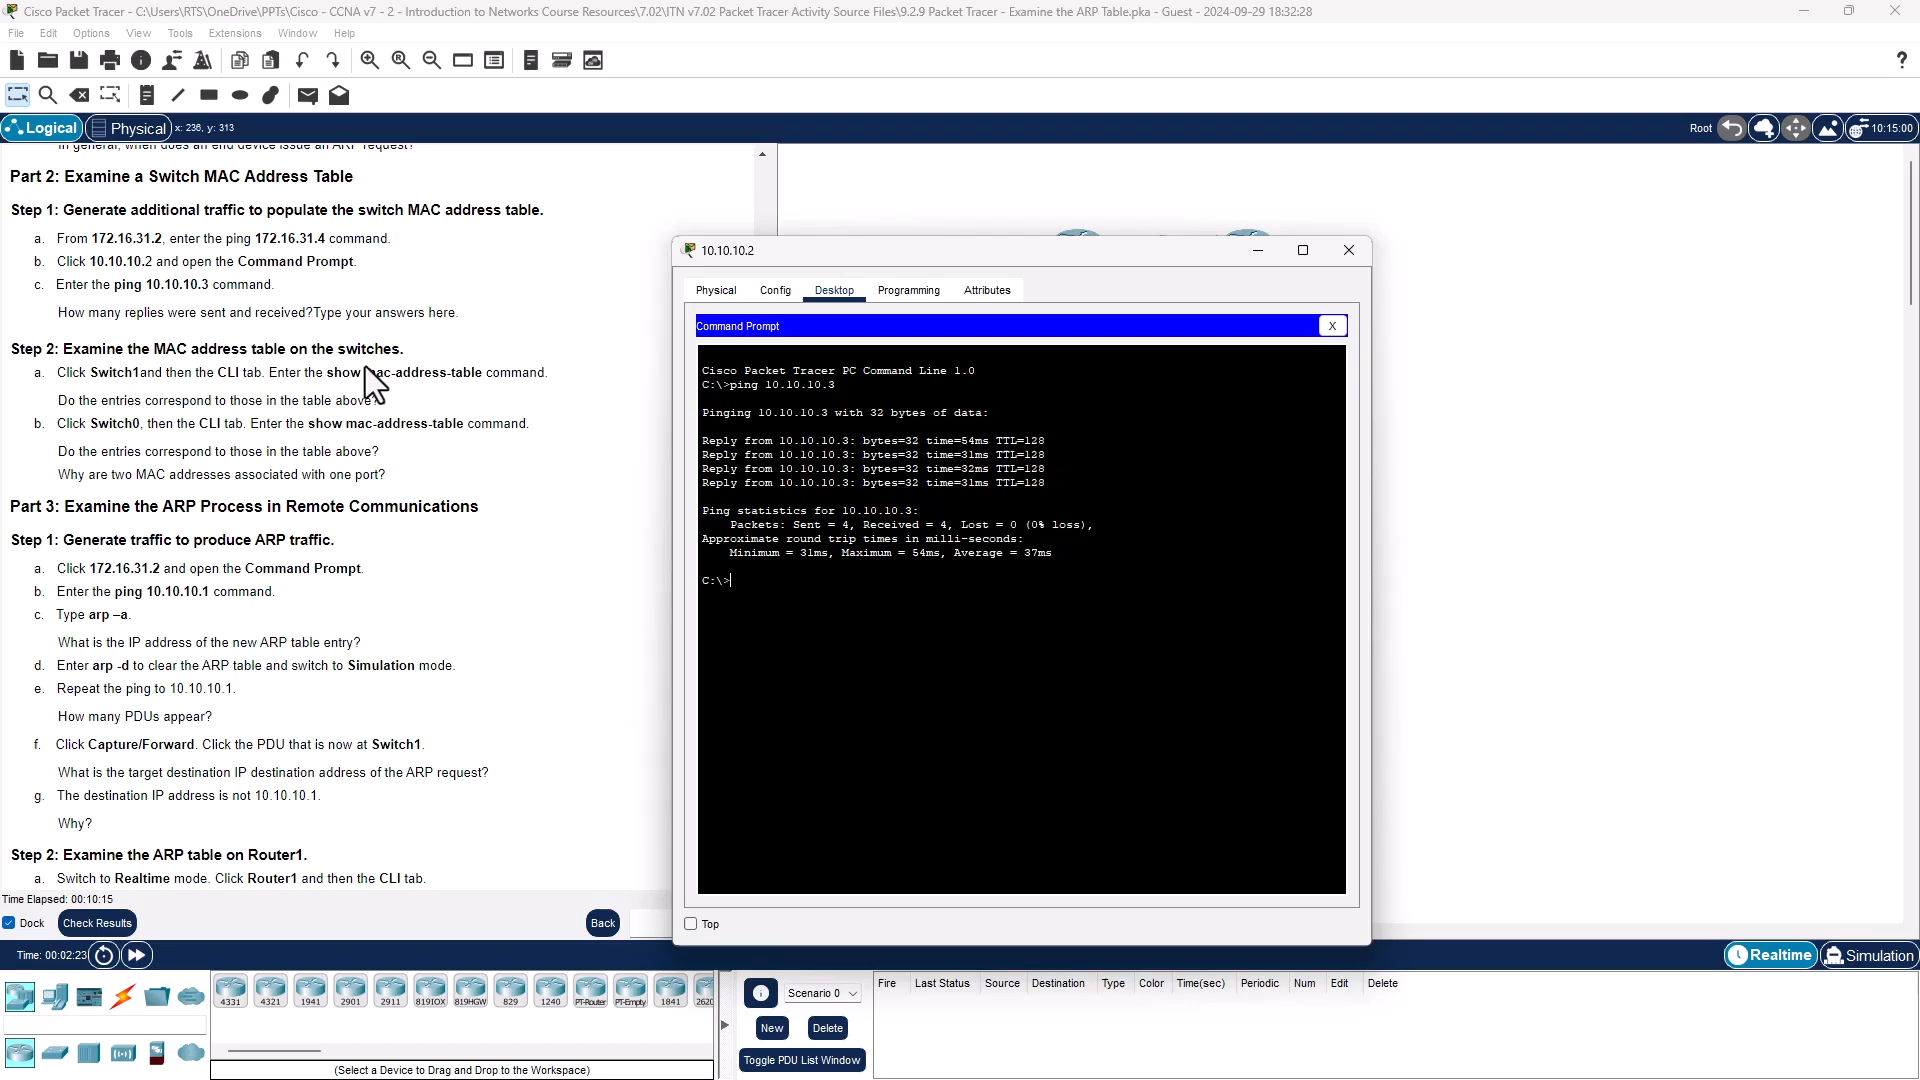 Cisco Packet Tracer - C:\Users\RTS\OneDrive\PPTs\Cisco - CCNA v7 - 2 - Introduction to Networks Course Resources\7.02\ITN v7.02 Packet Tracer Activity Source Files\9.2.9 Packet Tracer - Examine the ARP Table.pka - Guest - 2024-09-29 18:32:28
File Edit Options View Tools Extensions Window Help
Logical Physical x: 236, y: 313 Root 10:15:00
In general, when does an end device issue an ARP request?
Part 2: Examine a Switch MAC Address Table
Step 1: Generate additional traffic to populate the switch MAC address table.
a. From 172.16.31.2, enter the ping 172.16.31.4 command.
b. Click 10.10.10.2 and open the Command Prompt.
c. Enter the ping 10.10.10.3 command.
How many replies were sent and received?Type your answers here.
Step 2: Examine the MAC address table on the switches.
a. Click Switch1and then the CLI tab. Enter the show mac-address-table command.
Do the entries correspond to those in the table above?
b. Click Switch0, then the CLI tab. Enter the show mac-address-table command.
Do the entries correspond to those in the table above?
Why are two MAC addresses associated with one port?
Part 3: Examine the ARP Process in Remote Communications
Step 1: Generate traffic to produce ARP traffic.
a. Click 172.16.31.2 and open the Command Prompt.
b. Enter the ping 10.10.10.1 command.
c. Type arp –a.
What is the IP address of the new ARP table entry?
d. Enter arp -d to clear the ARP table and switch to Simulation mode.
e. Repeat the ping to 10.10.10.1.
How many PDUs appear?
f. Click Capture/Forward. Click the PDU that is now at Switch1.
What is the target destination IP destination address of the ARP request?
g. The destination IP address is not 10.10.10.1.
Why?
Step 2: Examine the ARP table on Router1.
a. Switch to Realtime mode. Click Router1 and then the CLI tab.
Time Elapsed: 00:10:15
Dock Check Results Back
10.10.10.2
Physical Config Desktop Programming Attributes
Command Prompt X
Cisco Packet Tracer PC Command Line 1.0
C:\>ping 10.10.10.3
Pinging 10.10.10.3 with 32 bytes of data:
Reply from 10.10.10.3: bytes=32 time=54ms TTL=128
Reply from 10.10.10.3: bytes=32 time=31ms TTL=128
Reply from 10.10.10.3: bytes=32 time=32ms TTL=128
Reply from 10.10.10.3: bytes=32 time=31ms TTL=128
Ping statistics for 10.10.10.3:
Packets: Sent = 4, Received = 4, Lost = 0 (0% loss),
Approximate round trip times in milli-seconds:
Minimum = 31ms, Maximum = 54ms, Average = 37ms
C:\>
Top
Time: 00:02:23 Realtime Simulation
4331 4321 1941 2901 2911 819IOX 819HGW 829 1240 PT-Router PT-Empty 1841 2620
(Select a Device to Drag and Drop to the Workspace)
Scenario 0
New Delete
Toggle PDU List Window
Fire Last Status Source Destination Type Color Time(sec) Periodic Num Edit Delete